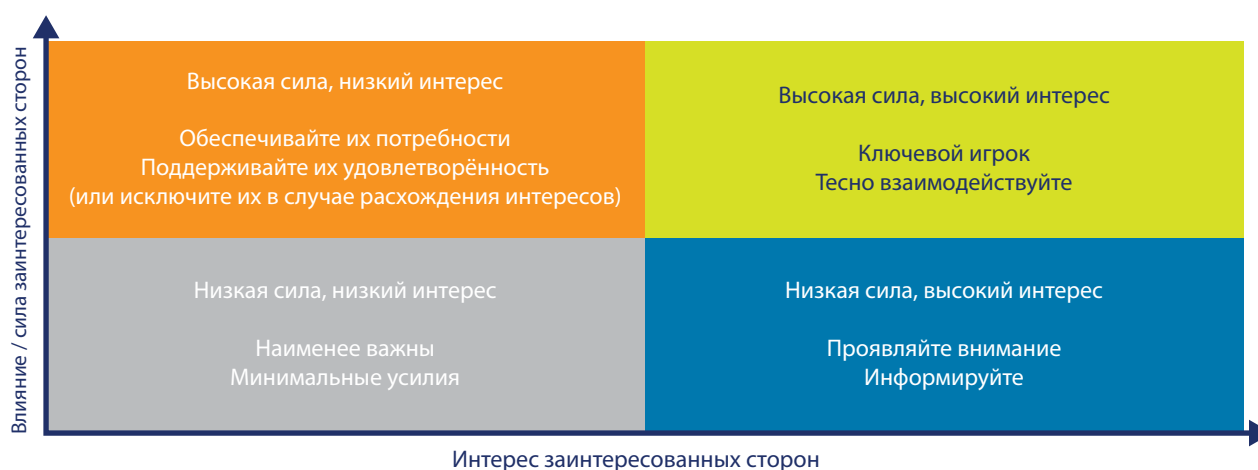 Влияние / сила заинтересованных сторон
Высокая сила, низкий интерес
Обеспечивайте их потребности
Поддерживайте их удовлетворённость
(или исключите их в случае расхождения интересов)
Высокая сила, высокий интерес
Ключевой игрок
Тесно взаимодействуйте
Низкая сила, низкий интерес
Наименее важны
Минимальные усилия
Низкая сила, высокий интерес
Проявляйте внимание
Информируйте
Интерес заинтересованных сторон